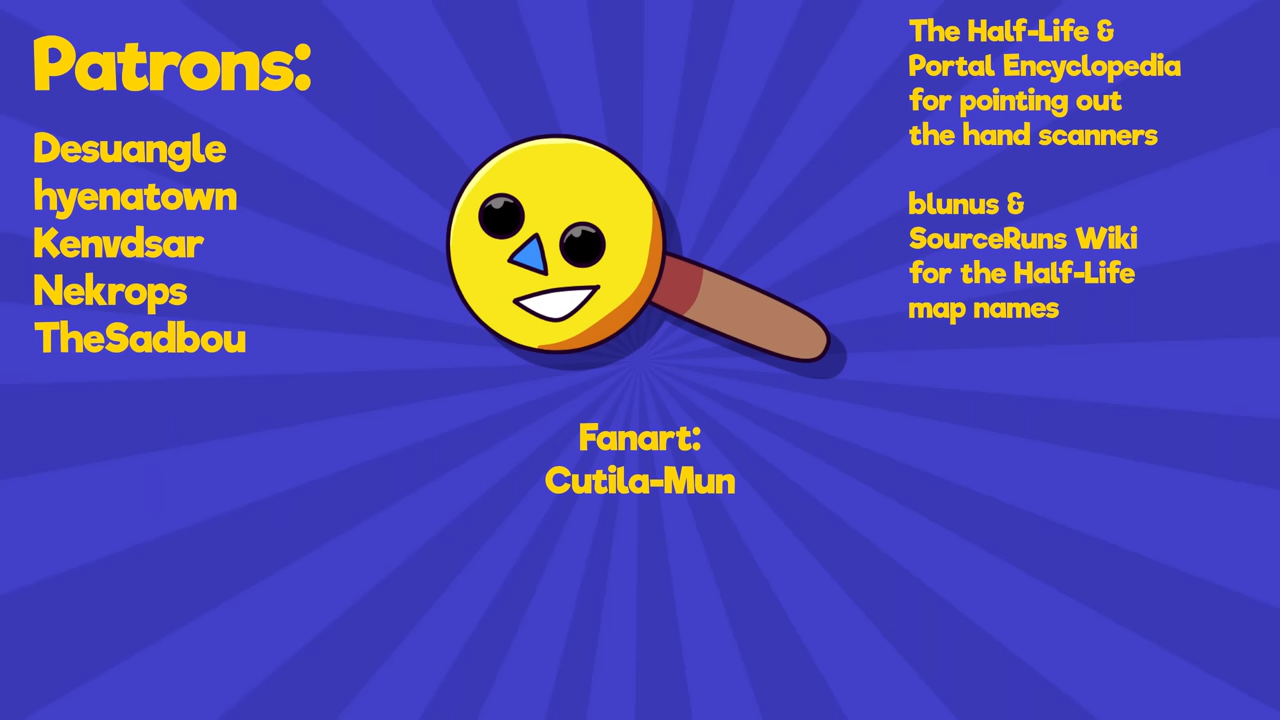 Patrons:
Desuangle
hyenatown
Kenvdsar
Nekrops
TheSadbou
Fanart:
Cutila-Mun
The Half-Life &
Portal Encyclopedia
for pointing out
the hand scanners
blunus &
SourceRuns Wiki
for the Half-Life
map names